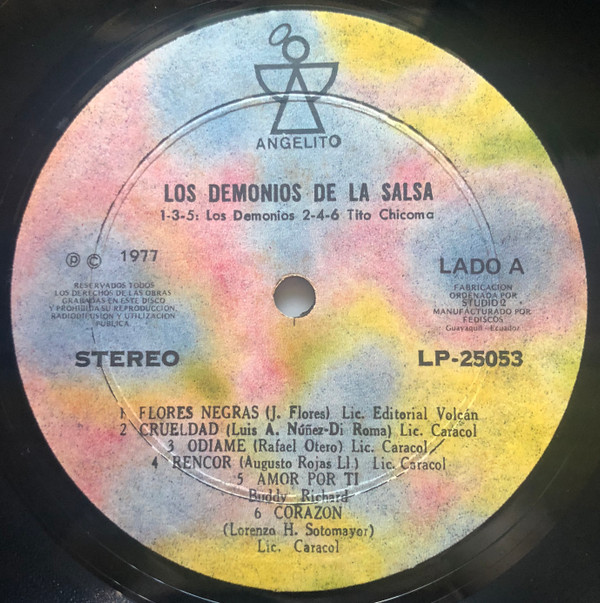 ANGELITO
LOS DEMONIOS DE LA SALSA
1-3-5: Los Demonios 2-4-6 Tito Chicoma
℗ © 1977
RESERVADOS TODOS
LOS DERECHOS DE LAS OBRAS
GRABADAS EN ESTE DISCO
Y PROHIBIDA SU REPRODUCCION,
RADIODIFUSION Y UTILIZACION
PUBLICA.
LADO A
FABRICACION
ORDENADA POR
STUDIO 2
MANUFACTURADO POR
FEDISCOS
Guayaquil-Ecuador
STEREO
LP-25053
1 FLORES NEGRAS (J. Flores) Lic. Editorial Volcán
2 CRUELDAD (Luis A. Núñez-Di Roma) Lic. Caracol
3 ODIAME (Rafael Otero) Lic. Caracol
4 RENCOR (Augusto Rojas Ll.) Lic. Caracol
5 AMOR POR TI
Buddy Richard
6 CORAZON
(Lorenzo H. Sotomayor)
Lic. Caracol